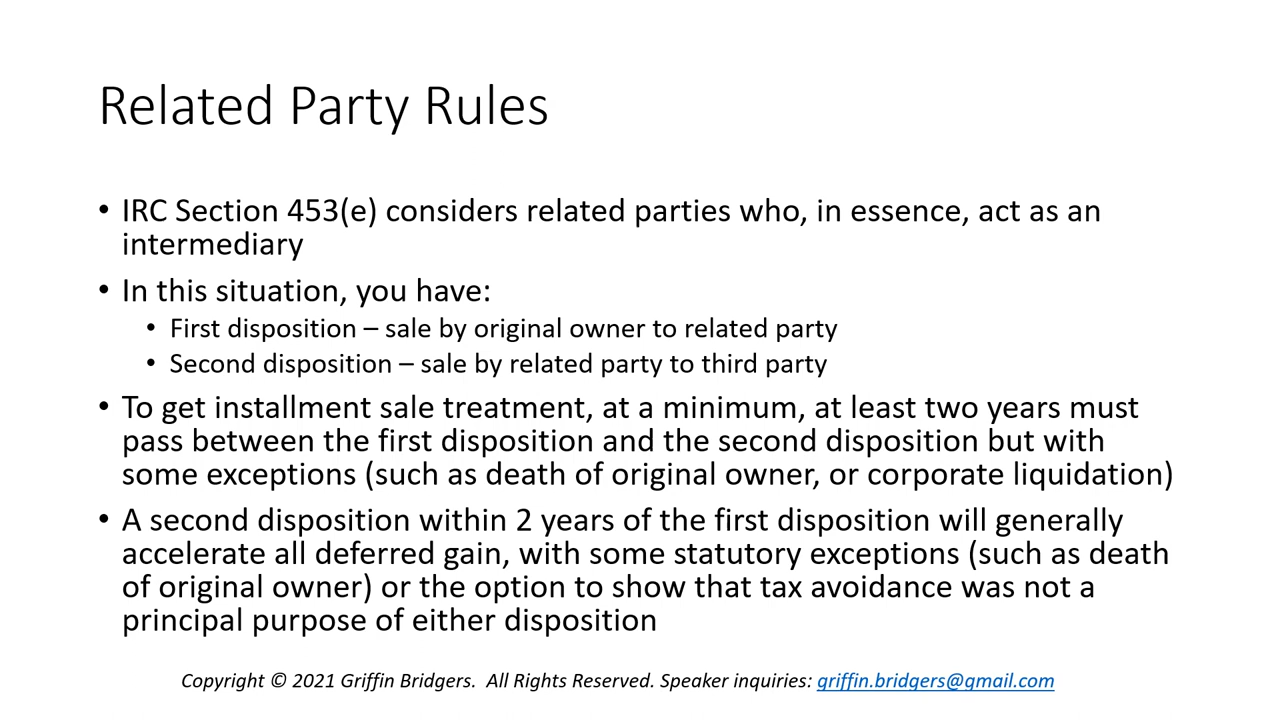 Related Party Rules
• IRC Section 453(e) considers related parties who, in essence, act as an
intermediary
• In this situation, you have:
• First disposition – sale by original owner to related party
• Second disposition – sale by related party to third party
• To get installment sale treatment, at a minimum, at least two years must
pass between the first disposition and the second disposition but with
some exceptions (such as death of original owner, or corporate liquidation)
• A second disposition within 2 years of the first disposition will generally
accelerate all deferred gain, with some statutory exceptions (such as death
of original owner) or the option to show that tax avoidance was not a
principal purpose of either disposition
Copyright © 2021 Griffin Bridgers.  All Rights Reserved. Speaker inquiries: griffin.bridgers@gmail.com